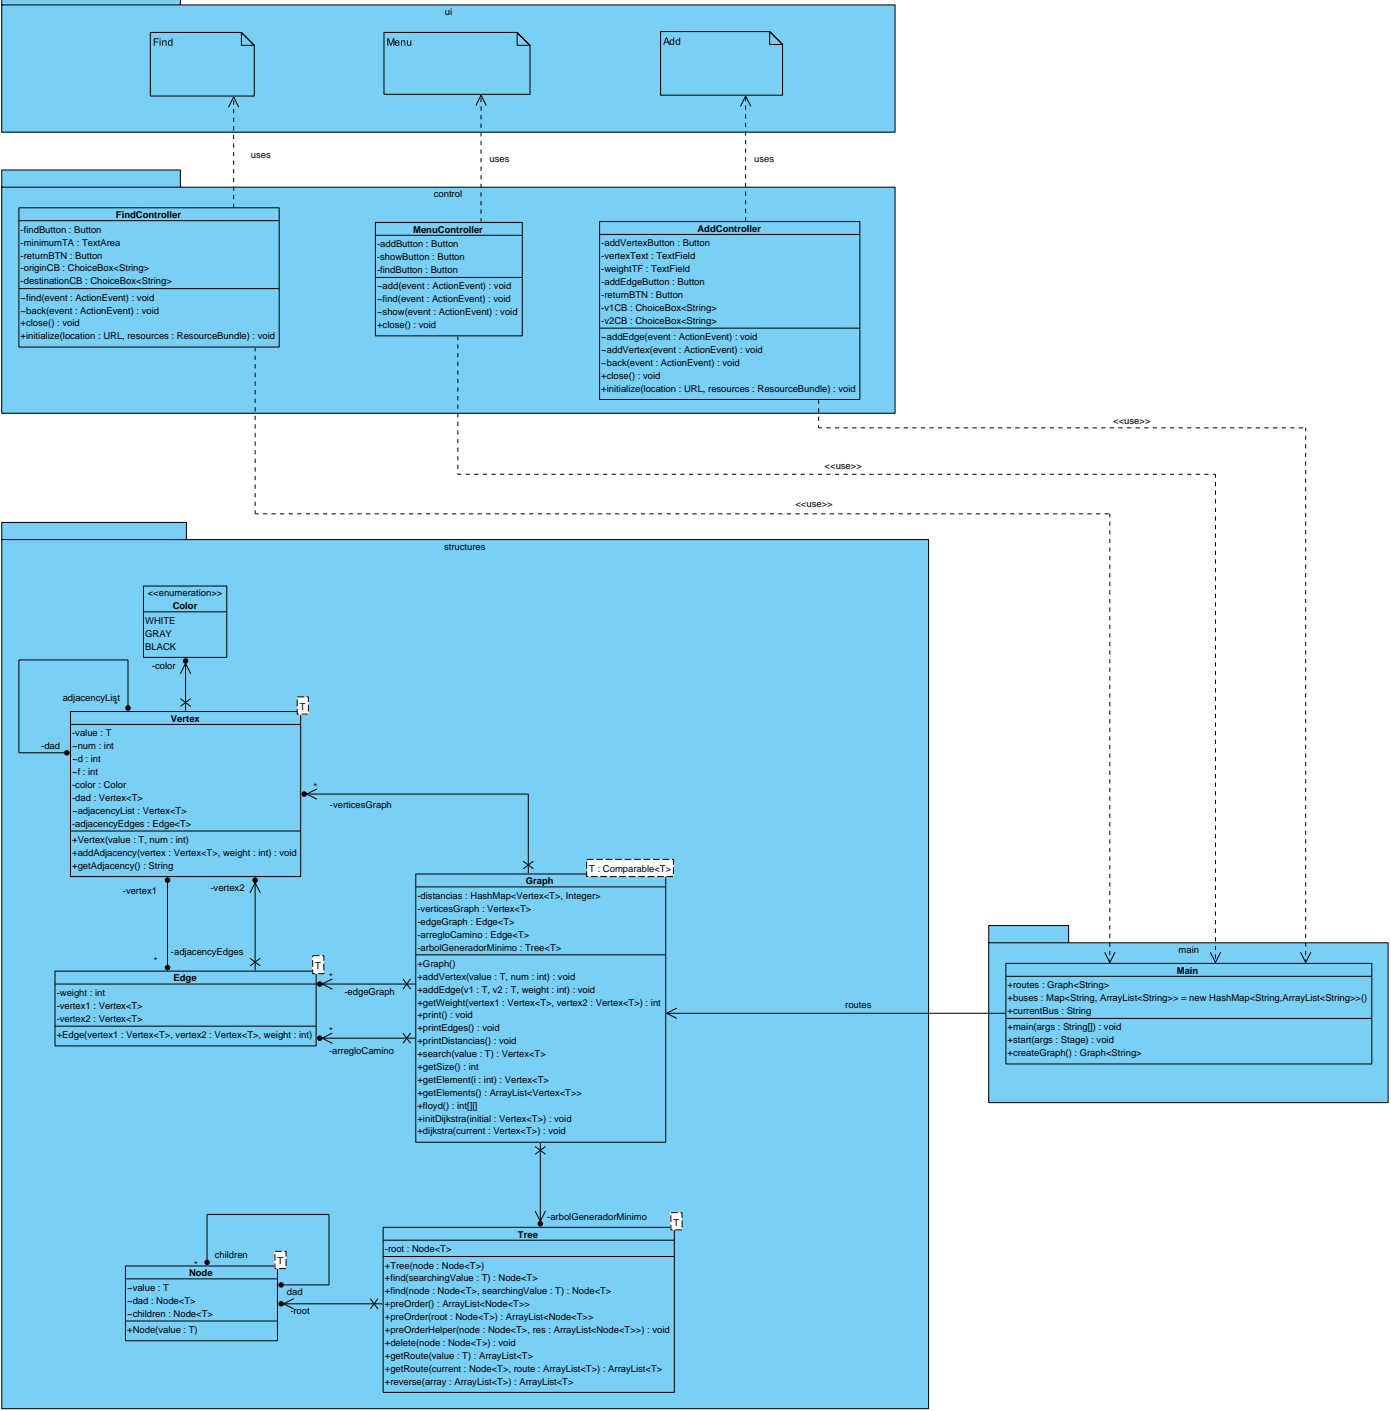 ui
Find
Menu
Add
uses
uses
uses
control
FindController
-findButton : Button
-minimumTA : TextArea
-returnBTN : Button
-originCB : ChoiceBox<String>
-destinationCB : ChoiceBox<String>
~find(event : ActionEvent) : void
~back(event : ActionEvent) : void
+close() : void
+initialize(location : URL, resources : ResourceBundle) : void
MenuController
-addButton : Button
-showButton : Button
-findButton : Button
~add(event : ActionEvent) : void
~find(event : ActionEvent) : void
~show(event : ActionEvent) : void
+close() : void
AddController
-addVertexButton : Button
-vertexText : TextField
-weightTF : TextField
-addEdgeButton : Button
-returnBTN : Button
-v1CB : ChoiceBox<String>
-v2CB : ChoiceBox<String>
~addEdge(event : ActionEvent) : void
~addVertex(event : ActionEvent) : void
~back(event : ActionEvent) : void
+close() : void
+initialize(location : URL, resources : ResourceBundle) : void
<<use>>
<<use>>
<<use>>
structures
<<enumeration>>
Color
WHITE
GRAY
BLACK
-color
adjacencyList
*
-dad
T
Vertex
-value : T
~num : int
~d : int
~f : int
-color : Color
-dad : Vertex<T>
~adjacencyList : Vertex<T>
-adjacencyEdges : Edge<T>
+Vertex(value : T, num : int)
+addAdjacency(vertex : Vertex<T>, weight : int) : void
+getAdjacency() : String
*
-verticesGraph
-vertex1
-vertex2
-adjacencyEdges
*
T
Edge
-weight : int
-vertex1 : Vertex<T>
-vertex2 : Vertex<T>
+Edge(vertex1 : Vertex<T>, vertex2 : Vertex<T>, weight : int)
*
-edgeGraph
*
-arregloCamino
T : Comparable<T>
Graph
-distancias : HashMap<Vertex<T>, Integer>
-verticesGraph : Vertex<T>
-edgeGraph : Edge<T>
-arregloCamino : Edge<T>
-arbolGeneradorMinimo : Tree<T>
+Graph()
+addVertex(value : T, num : int) : void
+addEdge(v1 : T, v2 : T, weight : int) : void
+getWeight(vertex1 : Vertex<T>, vertex2 : Vertex<T>) : int
+print() : void
+printEdges() : void
+printDistancias() : void
+search(value : T) : Vertex<T>
+getSize() : int
+getElement(i : int) : Vertex<T>
+getElements() : ArrayList<Vertex<T>>
+floyd() : int[][]
+initDijkstra(initial : Vertex<T>) : void
+dijkstra(current : Vertex<T>) : void
routes
main
Main
+routes : Graph<String>
+buses : Map<String, ArrayList<String>> = new HashMap<String,ArrayList<String>>()
+currentBus : String
+main(args : String[]) : void
+start(args : Stage) : void
+createGraph() : Graph<String>
-arbolGeneradorMinimo
T
Tree
-root : Node<T>
+Tree(node : Node<T>)
+find(searchingValue : T) : Node<T>
+find(node : Node<T>, searchingValue : T) : Node<T>
+preOrder() : ArrayList<Node<T>>
+preOrder(root : Node<T>) : ArrayList<Node<T>>
+preOrderHelper(node : Node<T>, res : ArrayList<Node<T>>) : void
+delete(node : Node<T>) : void
+getRoute(value : T) : ArrayList<T>
+getRoute(current : Node<T>, route : ArrayList<T>) : ArrayList<T>
+reverse(array : ArrayList<T>) : ArrayList<T>
children
*
T
Node
~value : T
~dad : Node<T>
~children : Node<T>
+Node(value : T)
dad
-root